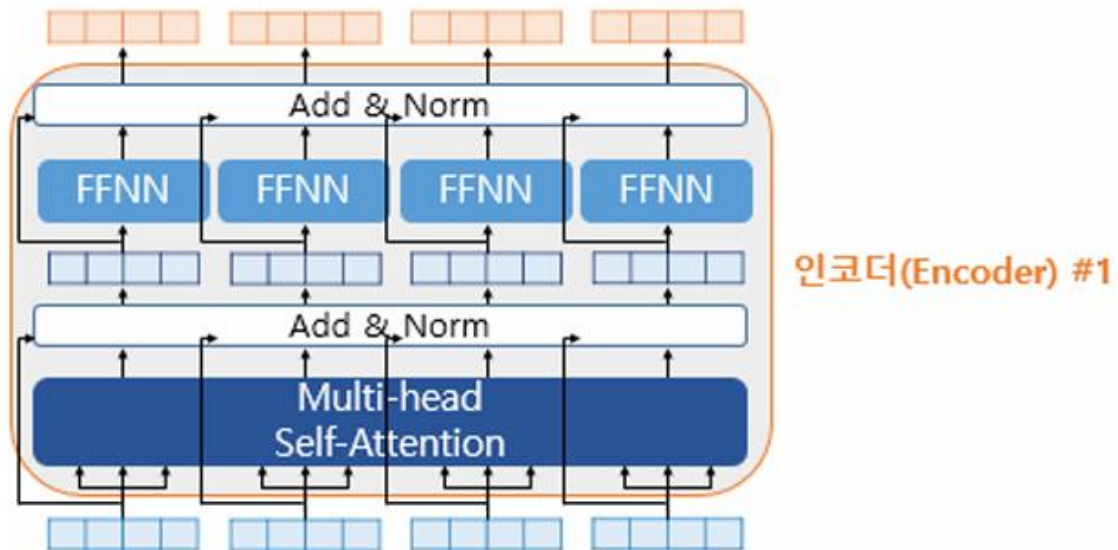 Add & Norm
FFNN FFNN FFNN FFNN
인코더(Encoder) #1
Add & Norm
Multi-head
Self-Attention